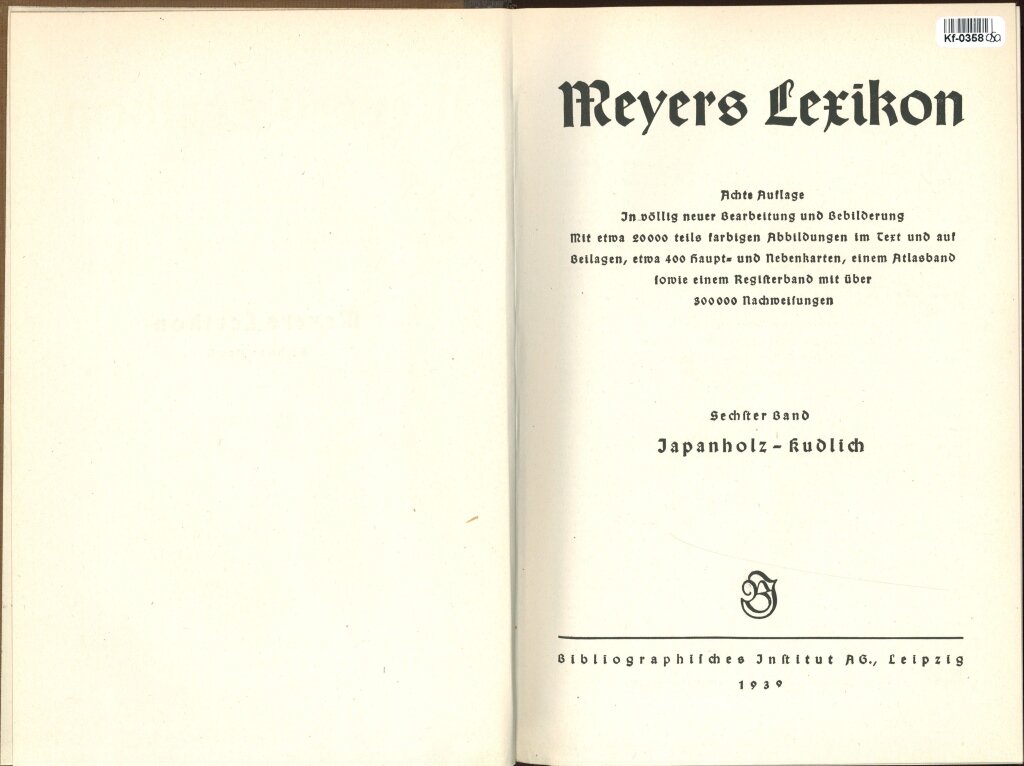 Kf-0358
Meyers Lexikon
Achte Auflage
In völlig neuer Bearbeitung und Bebilderung
Mit etwa 20000 teils farbigen Abbildungen im Text und auf
Beilagen, etwa 400 Haupt- und Nebenkarten, einem Atlasband
sowie einem Registerband mit über
300000 Nachweisungen
Sechster Band
Japanholz – Kudlich
BI
Bibliographisches Institut AG., Leipzig
1939